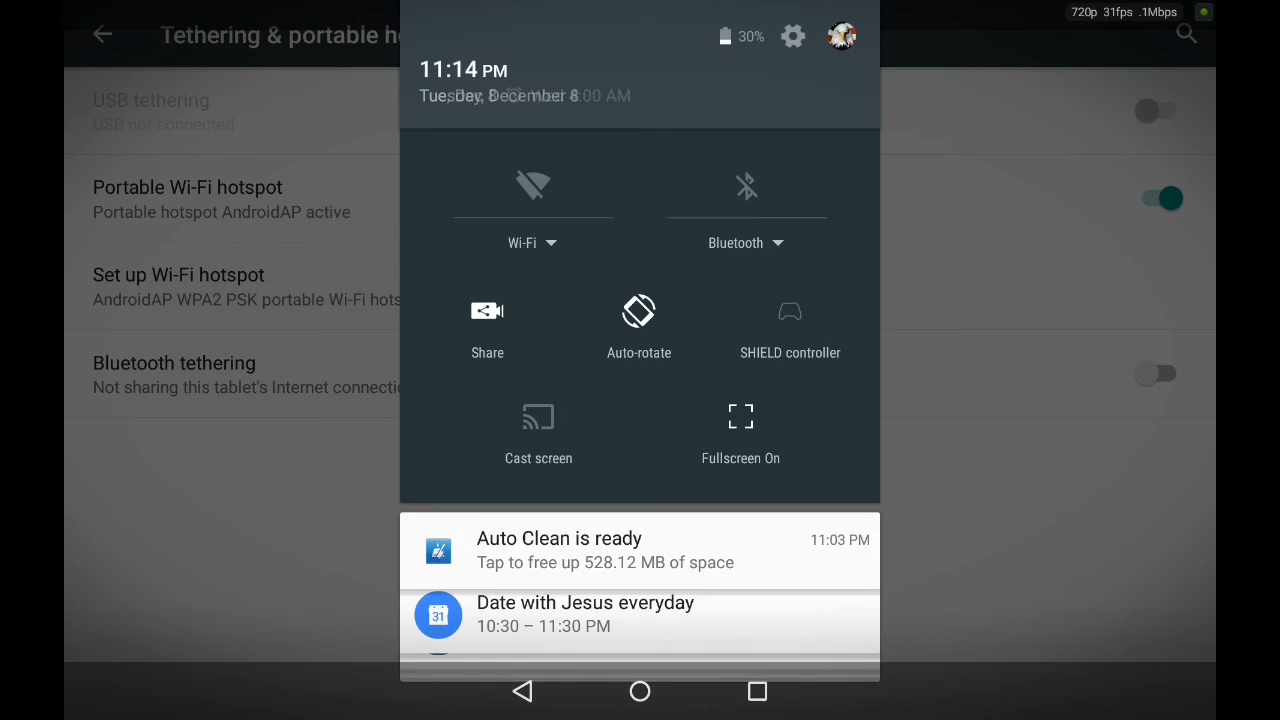 720p 31fps .1Mbps
Tethering & portable h
30%
11:14 PM
Tuesday, December 8
USB tethering
USB not connected
Portable Wi-Fi hotspot
Portable hotspot AndroidAP active
Wi-Fi
Bluetooth
Set up Wi-Fi hotspot
AndroidAP WPA2 PSK portable Wi-Fi hots
Share
Auto-rotate
SHIELD controller
Bluetooth tethering
Not sharing this tablet's Internet connectio
Cast screen
Fullscreen On
Auto Clean is ready
11:03 PM
Tap to free up 528.12 MB of space
31
Date with Jesus everyday
10:30 – 11:30 PM